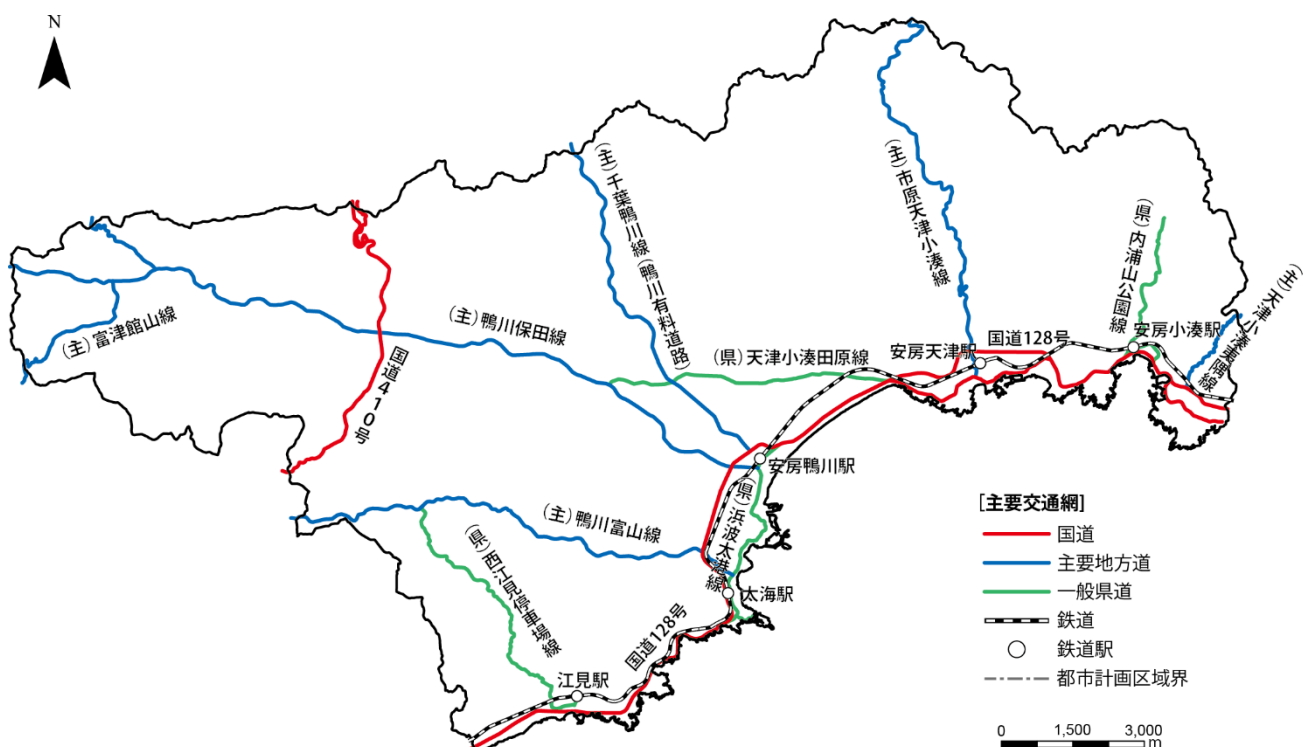 N
(主)千葉鴨川線(鴨川有料道路)
(主)市原天津小湊線
(県)内浦山公園線
(主)天津小湊夷隅線
(主)富津館山線
(主)鴨川保田線
国道410号
(県)天津小湊田原線
安房天津駅
国道128号
安房小湊駅
安房鴨川駅
(県)浜波太港線
(主)鴨川富山線
(県)西江見停車場線
太海駅
国道128号
江見駅
[主要交通網]
国道
主要地方道
一般県道
鉄道
鉄道駅
都市計画区域界
0 1,500 3,000
m